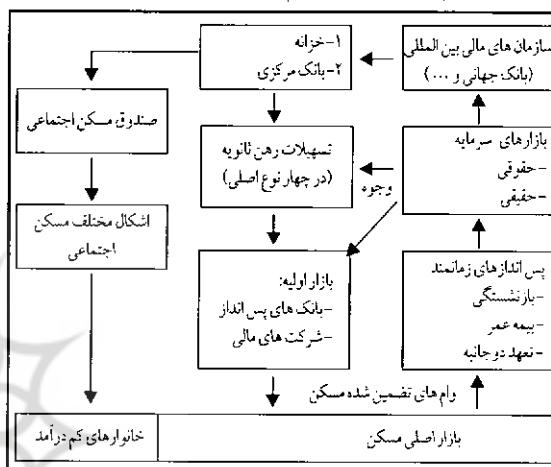 سازمان های مالی بین المللی
(بانک جهانی و ...)
۱-خزانه
۲-بانک مرکزی
صندوق مسکن اجتماعی
بازارهای سرمایه
-حقوقی
-حقیقی
تسهیلات رهن ثانویه
(در چهار نوع اصلی)
وجوه
اشکال مختلف مسکن
اجتماعی
پس اندازهای زمانمند
-بازنشستگی
-بیمه عمر
-تعهد دوجانبه
بازار اولیه:
-بانک های پس انداز
-شرکت های مالی
وام های تضمین شده مسکن
بازار اصلی مسکن
خانوارهای کم درآمد